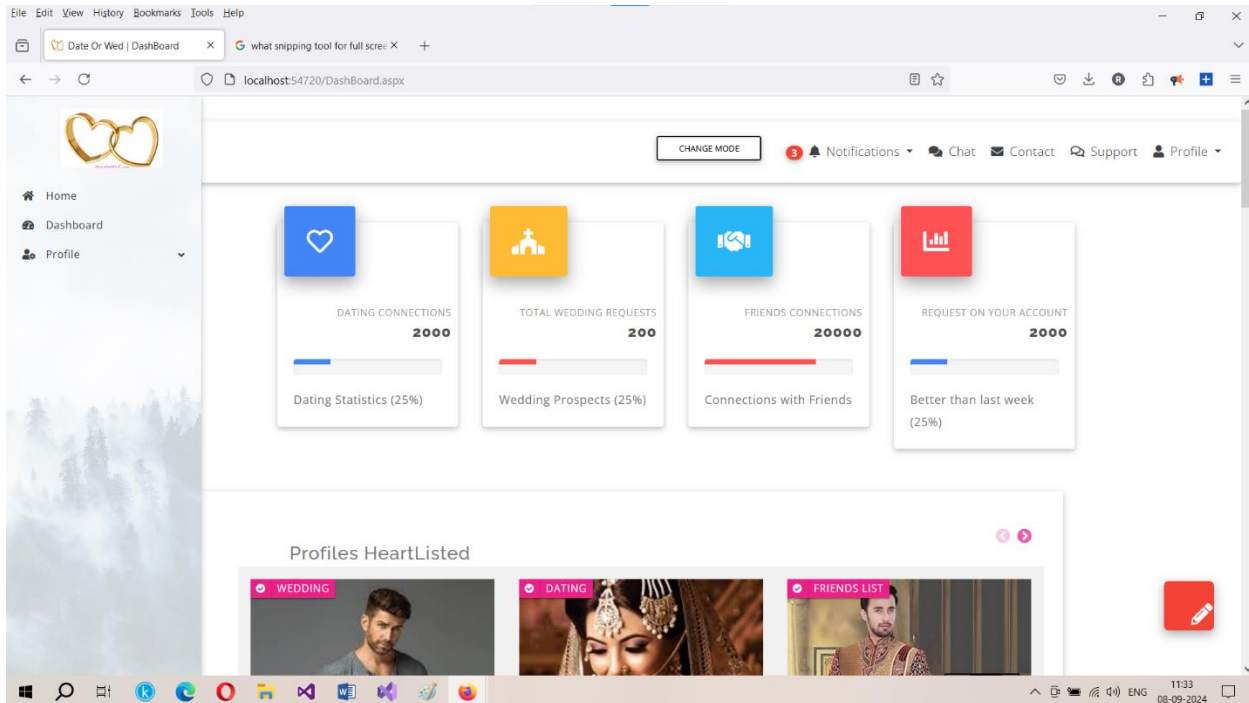 File Edit View History Bookmarks Tools Help
Date Or Wed | DashBoard
what snipping tool for full scree
localhost:54720/DashBoard.aspx
CHANGE MODE
3 Notifications
Chat
Contact
Support
Profile
Home
Dashboard
Profile
DATING CONNECTIONS
2000
Dating Statistics (25%)
TOTAL WEDDING REQUESTS
200
Wedding Prospects (25%)
FRIENDS CONNECTIONS
20000
Connections with Friends
REQUEST ON YOUR ACCOUNT
2000
Better than last week
(25%)
Profiles HeartListed
WEDDING
DATING
FRIENDS LIST
ENG
11:33
08-09-2024